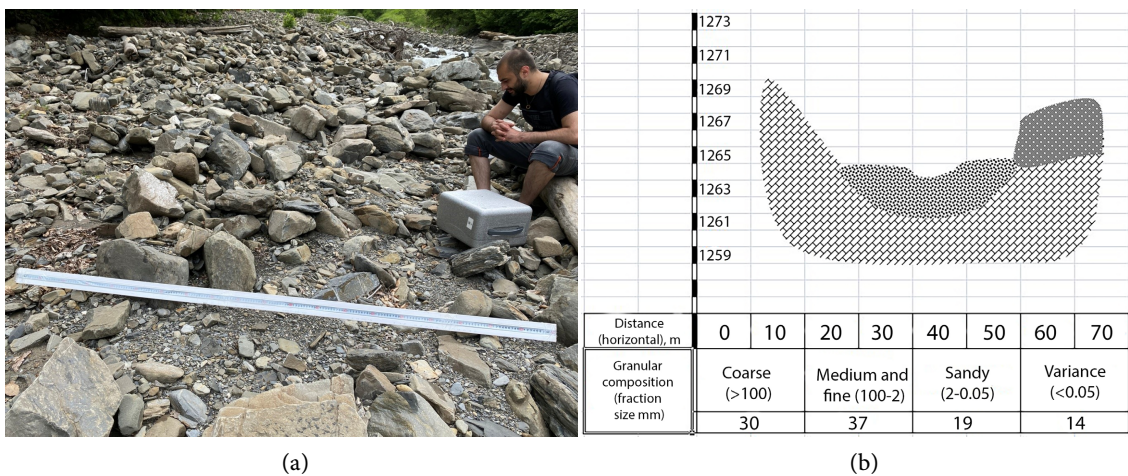 1273
1271
1269
1267
1265
1263
1261
1259
Distance
(horizontal), m
0 10 20 30 40 50 60 70
Granular
composition
(fraction
size mm)
Coarse
(>100)
Medium and
fine (100-2)
Sandy
(2-0.05)
Variance
(<0.05)
30 37 19 14
(a)
(b)